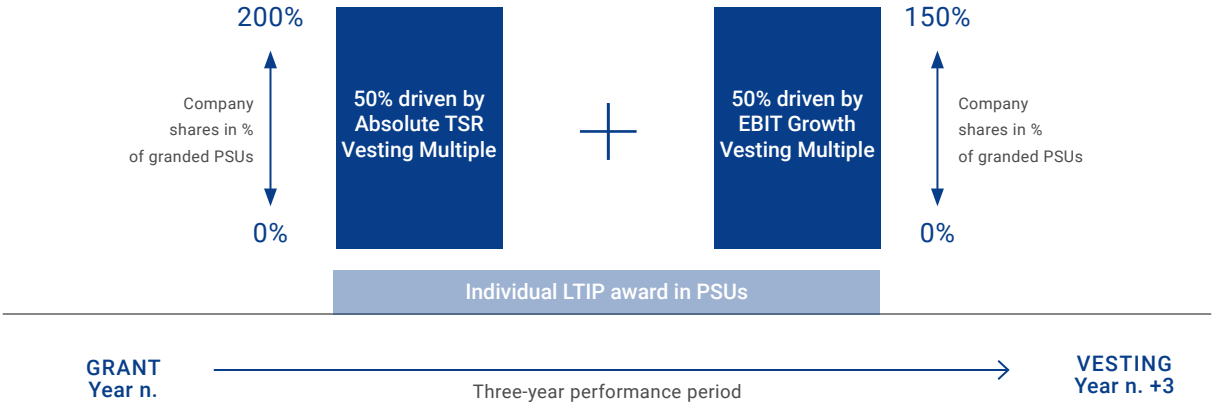 200%
Company
shares in %
of granded PSUs
0%
50% driven by
Absolute TSR
Vesting Multiple
50% driven by
EBIT Growth
Vesting Multiple
150%
Company
shares in %
of granded PSUs
0%
Individual LTIP award in PSUs
GRANT
Year n.
Three-year performance period
VESTING
Year n. +3